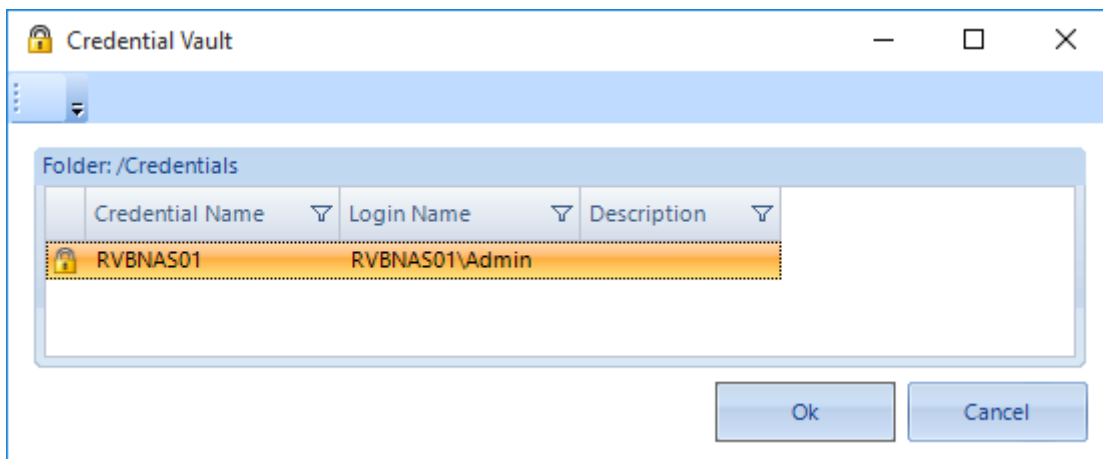 Credential Vault
Folder: /Credentials
Credential Name Login Name Description
RVBNAS01 RVBNAS01\Admin
Ok Cancel